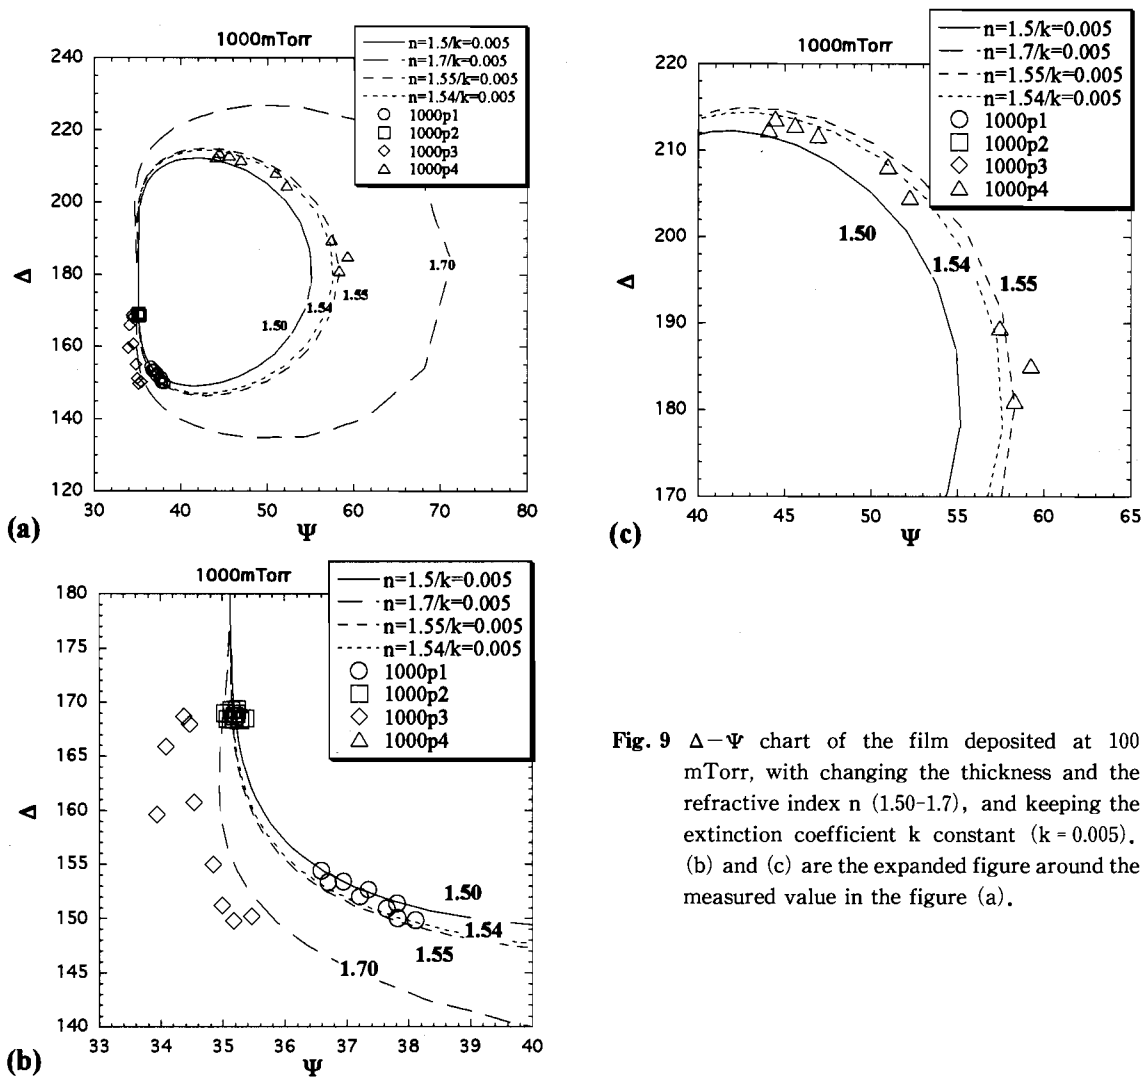 1000mTorr
n=1.5/k=0.005
n=1.7/k=0.005
n=1.55/k=0.005
n=1.54/k=0.005
1000p1
1000p2
1000p3
1000p4
240
220
200
180
160
140
120
Δ
1.70
1.55
1.54
1.50
30 40 50 60 70 80
Ψ
(a)
1000mTorr
n=1.5/k=0.005
n=1.7/k=0.005
n=1.55/k=0.005
n=1.54/k=0.005
1000p1
1000p2
1000p3
1000p4
220
210
200
190
180
170
Δ
1.50
1.54
1.55
40 45 50 55 60 65
Ψ
(c)
1000mTorr
n=1.5/k=0.005
n=1.7/k=0.005
n=1.55/k=0.005
n=1.54/k=0.005
1000p1
1000p2
1000p3
1000p4
180
175
170
165
160
155
150
145
140
Δ
1.50
1.54
1.55
1.70
33 34 35 36 37 38 39 40
Ψ
(b)
Fig. 9 Δ−Ψ chart of the film deposited at 100
mTorr, with changing the thickness and the
refractive index n (1.50-1.7), and keeping the
extinction coefficient k constant (k = 0.005).
(b) and (c) are the expanded figure around the
measured value in the figure (a).